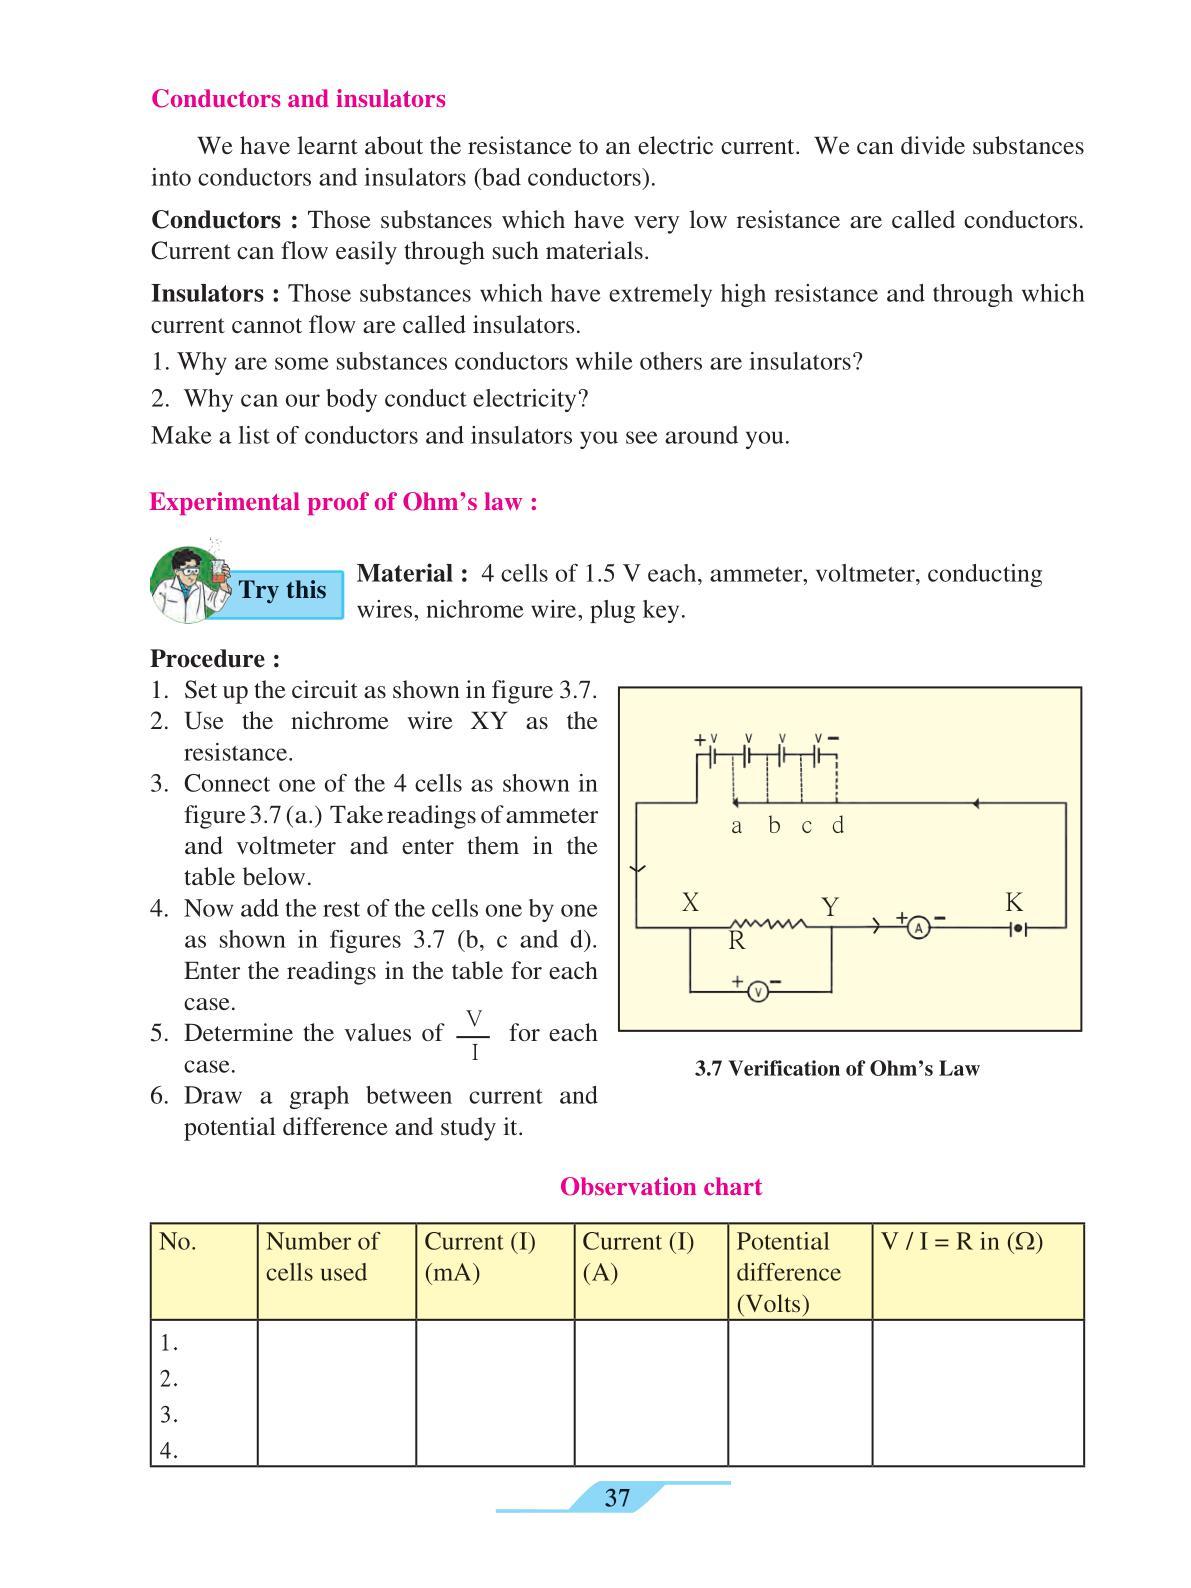 Conductors and insulators
We have learnt about the resistance to an electric current. We can divide substances
into conductors and insulators (bad conductors).
Conductors : Those substances which have very low resistance are called conductors.
Current can flow easily through such materials.
Insulators : Those substances which have extremely high resistance and through which
current cannot flow are called insulators.
1. Why are some substances conductors while others are insulators?
2. Why can our body conduct electricity?
Make a list of conductors and insulators you see around you.
Experimental proof of Ohm's law :
Try this
Material : 4 cells of 1.5 V each, ammeter, voltmeter, conducting
wires, nichrome wire, plug key.
Procedure :
1. Set up the circuit as shown in figure 3.7.
2. Use the nichrome wire XY as the
resistance.
3. Connect one of the 4 cells as shown in
figure 3.7 (a.) Take readings of ammeter
and voltmeter and enter them in the
table below.
4. Now add the rest of the cells one by one
as shown in figures 3.7 (b, c and d).
Enter the readings in the table for each
case.
5. Determine the values of V/I for each
case.
6. Draw a graph between current and
potential difference and study it.
+ V V V V −
a b c d
X Y K
R + A −
+ V −
3.7 Verification of Ohm's Law
Observation chart
No. Number of cells used Current (I) (mA) Current (I) (A) Potential difference (Volts) V / I = R in (Ω)
1.
2.
3.
4.
37